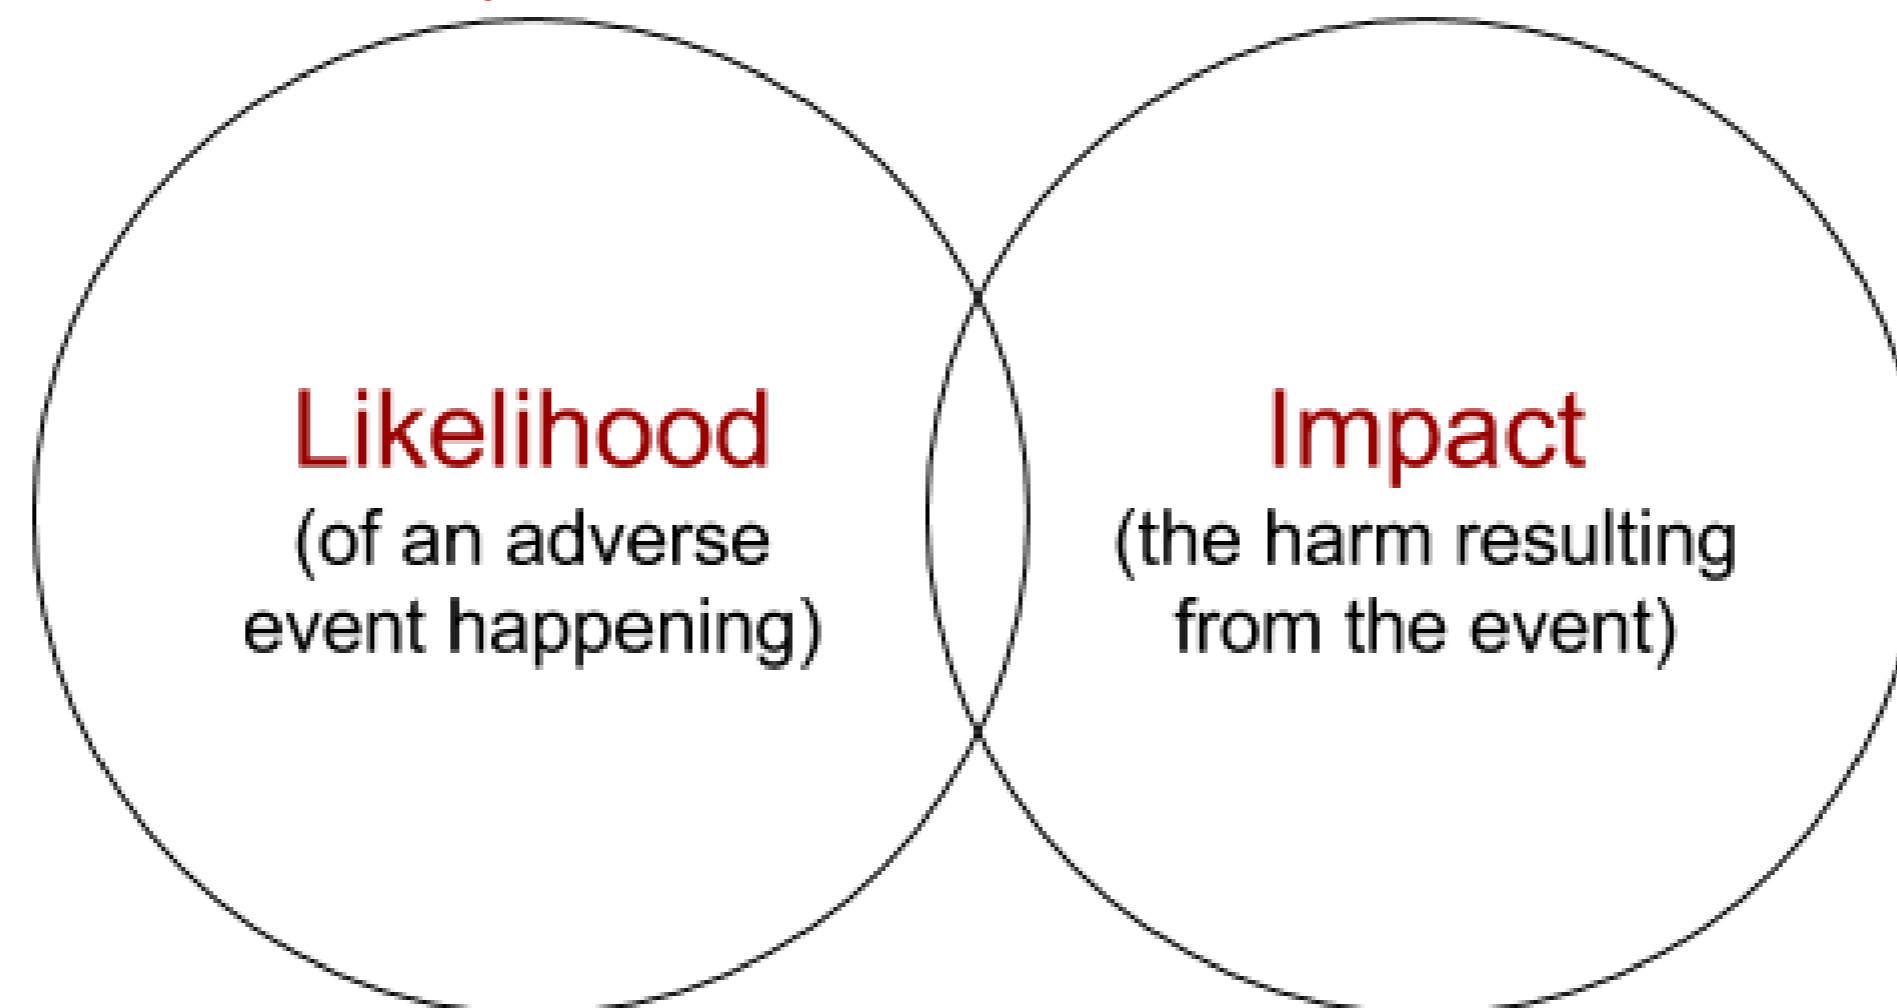 Likelihood
(of an adverse
event happening)
Impact
(the harm resulting
from the event)